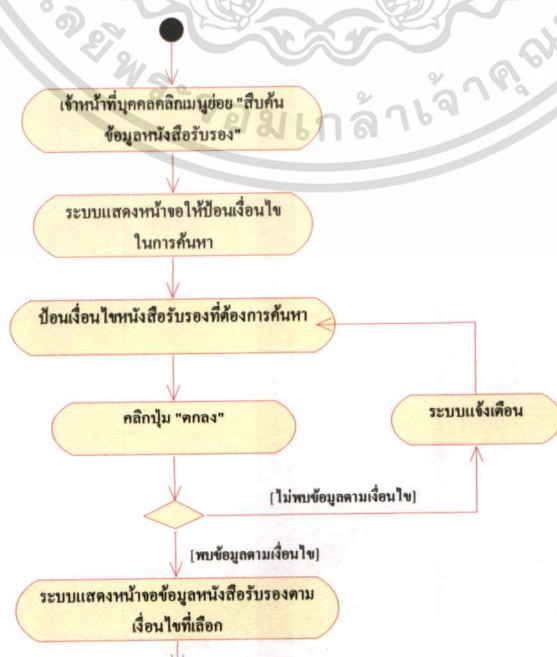 เจ้าหน้าที่บุคคลคลิกเมนูย่อย "สืบค้น
ข้อมูลหนังสือรับรอง"
ระบบแสดงหน้าจอให้ป้อนเงื่อนไข
ในการค้นหา
ป้อนเงื่อนไขหนังสือรับรองที่ต้องการค้นหา
คลิกปุ่ม "ตกลง"
ระบบแจ้งเตือน
[ไม่พบข้อมูลตามเงื่อนไข]
[พบข้อมูลตามเงื่อนไข]
ระบบแสดงหน้าจอข้อมูลหนังสือรับรองตาม
เงื่อนไขที่เลือก